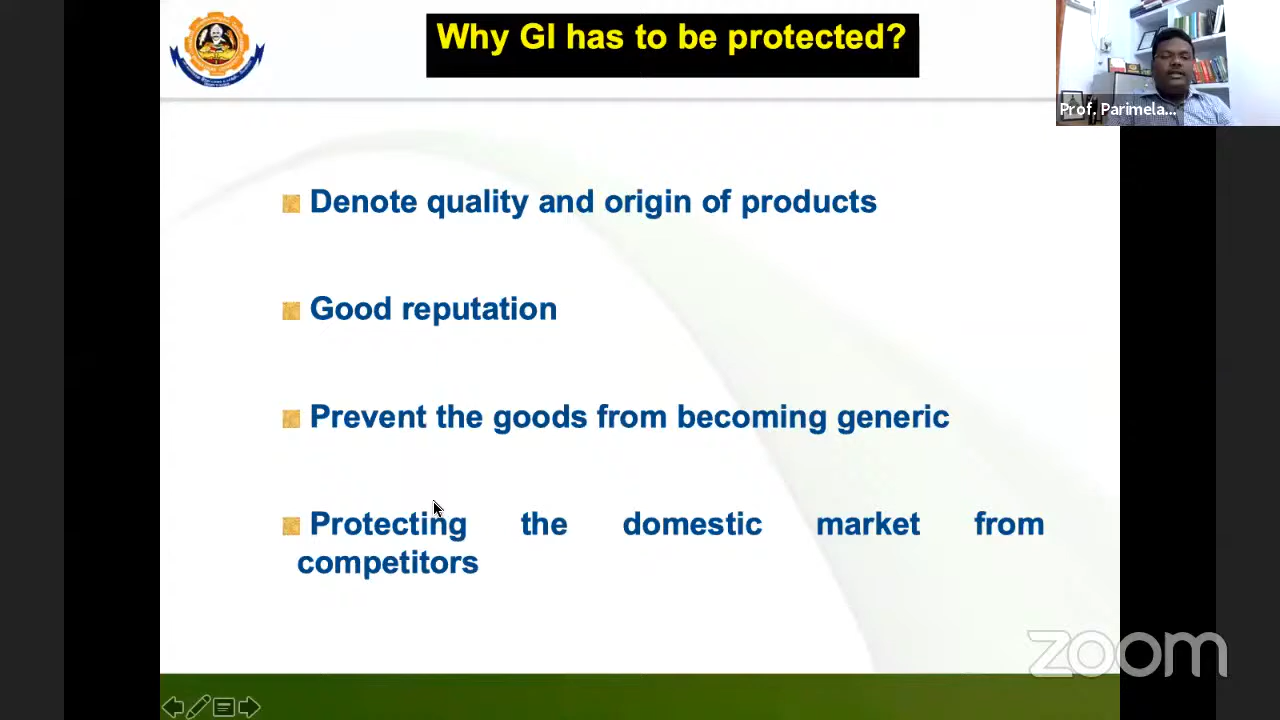 Why GI has to be protected?
Prof. Parimela...
Denote quality and origin of products
Good reputation
Prevent the goods from becoming generic
Protecting the domestic market from
competitors
zoom